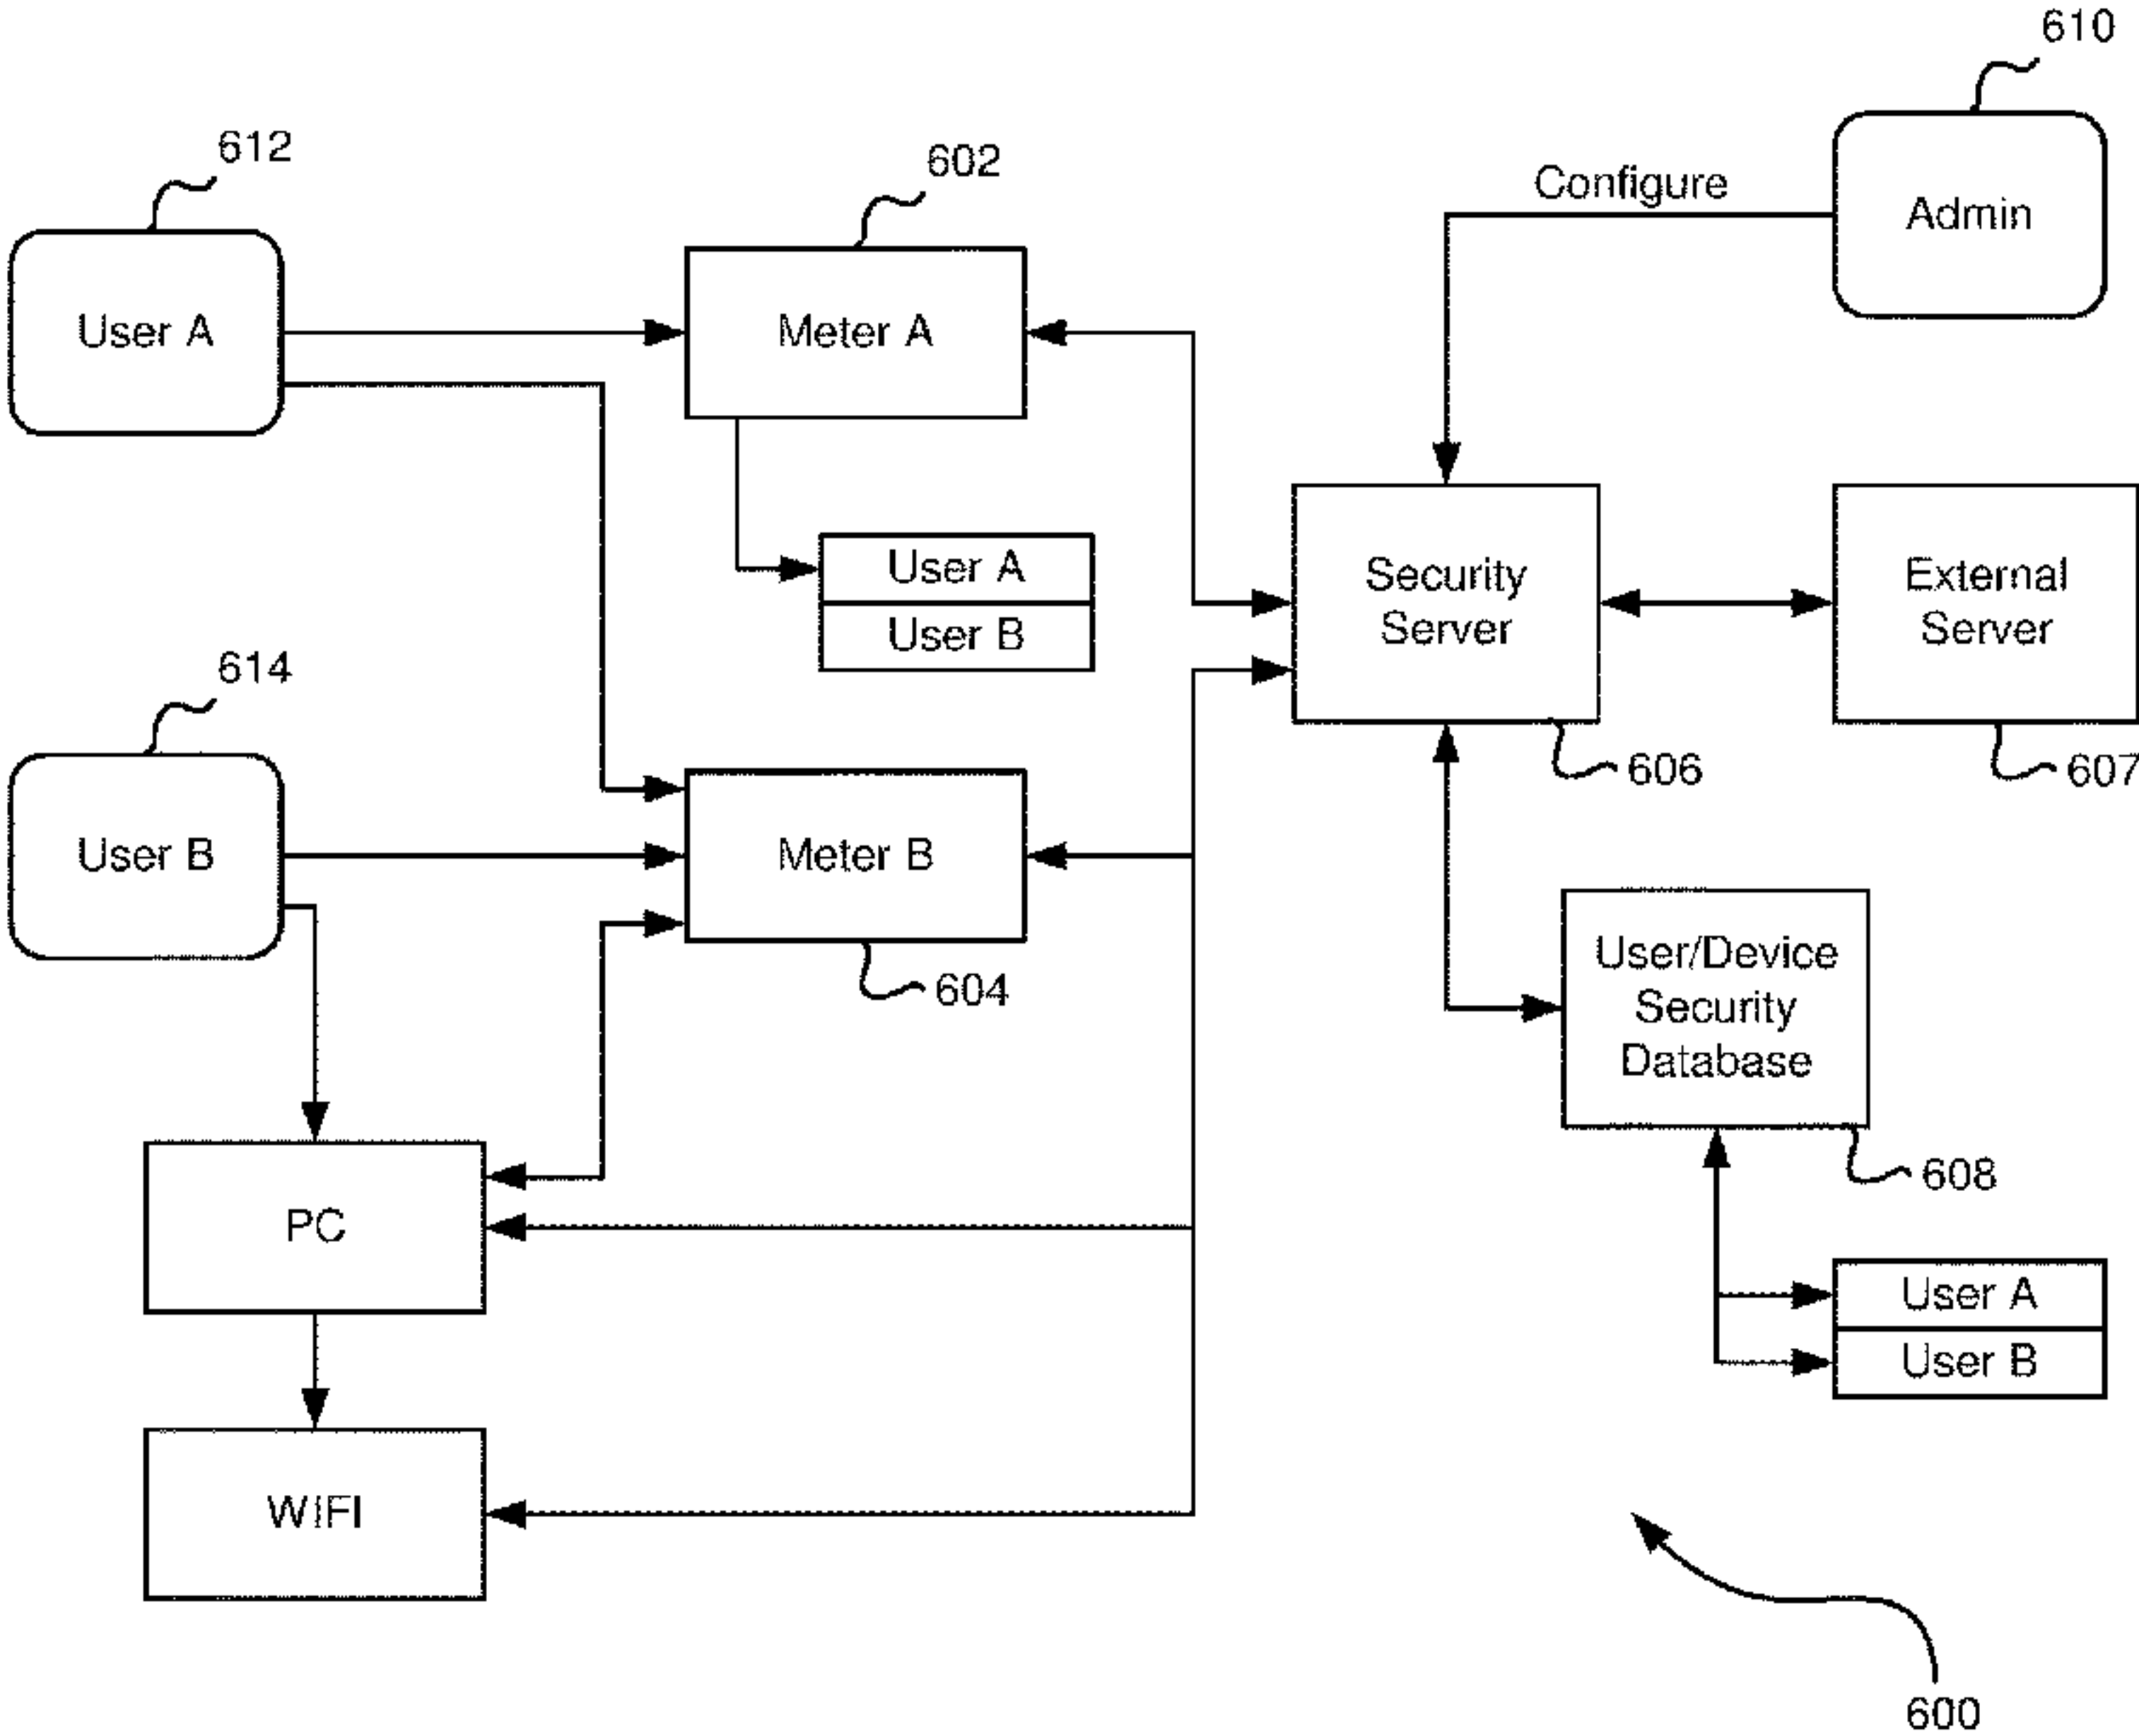 610
612
602
Configure
Admin
User A
Meter A
User A
User B
Security
Server
External
Server
614
606
607
User B
Meter B
604
User/Device
Security
Database
608
PC
User A
User B
WIFI
600